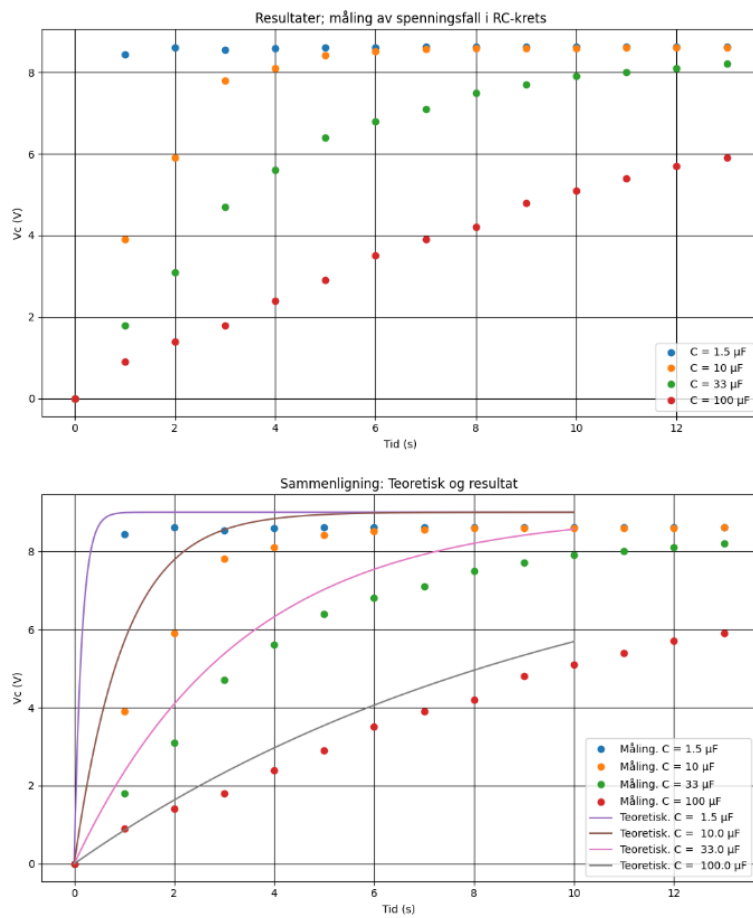 Resultater; måling av spenningsfall i RC-krets
Vc (V)
8
6
4
2
0
C = 1.5 µF
C = 10 µF
C = 33 µF
C = 100 µF
0 2 4 6 8 10 12
Tid (s)
Sammenligning: Teoretisk og resultat
Vc (V)
8
6
4
2
0
Måling. C = 1.5 µF
Måling. C = 10 µF
Måling. C = 33 µF
Måling. C = 100 µF
Teoretisk. C = 1.5 µF
Teoretisk. C = 10.0 µF
Teoretisk. C = 33.0 µF
Teoretisk. C = 100.0 µF
0 2 4 6 8 10 12
Tid (s)